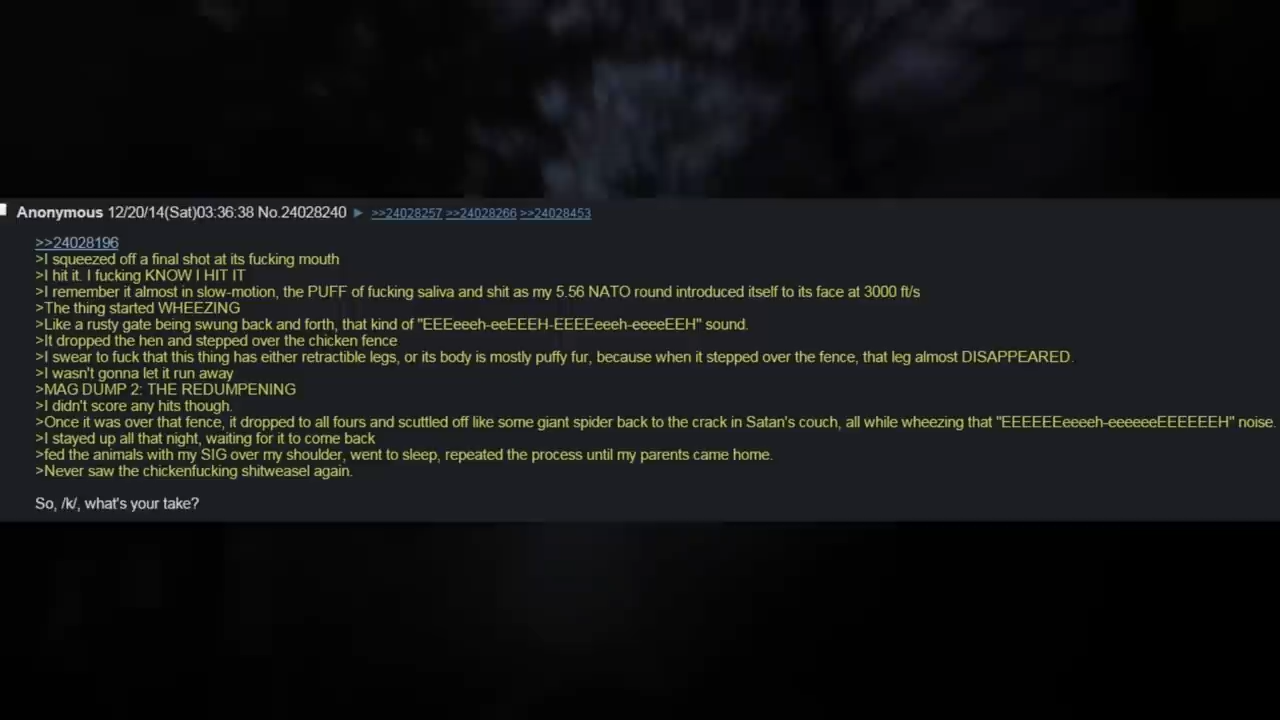 Anonymous 12/20/14(Sat)03:36:38 No.24028240 ▶ >>24028257 >>24028266 >>24028453
>>24028196
>I squeezed off a final shot at its fucking mouth
>I hit it. I fucking KNOW I HIT IT
>I remember it almost in slow-motion, the PUFF of fucking saliva and shit as my 5.56 NATO round introduced itself to its face at 3000 ft/s
>The thing started WHEEZING
>Like a rusty gate being swung back and forth, that kind of "EEEeeeh-eeEEEH-EEEEeeeh-eeeeEEH" sound.
>It dropped the hen and stepped over the chicken fence
>I swear to fuck that this thing has either retractible legs, or its body is mostly puffy fur, because when it stepped over the fence, that leg almost DISAPPEARED.
>I wasn't gonna let it run away
>MAG DUMP 2: THE REDUMPENING
>I didn't score any hits though.
>Once it was over that fence, it dropped to all fours and scuttled off like some giant spider back to the crack in Satan's couch, all while wheezing that "EEEEEEeeeeh-eeeeeeEEEEEEH" noise.
>I stayed up all that night, waiting for it to come back
>fed the animals with my SIG over my shoulder, went to sleep, repeated the process until my parents came home.
>Never saw the chickenfucking shitweasel again.
So, /k/, what's your take?